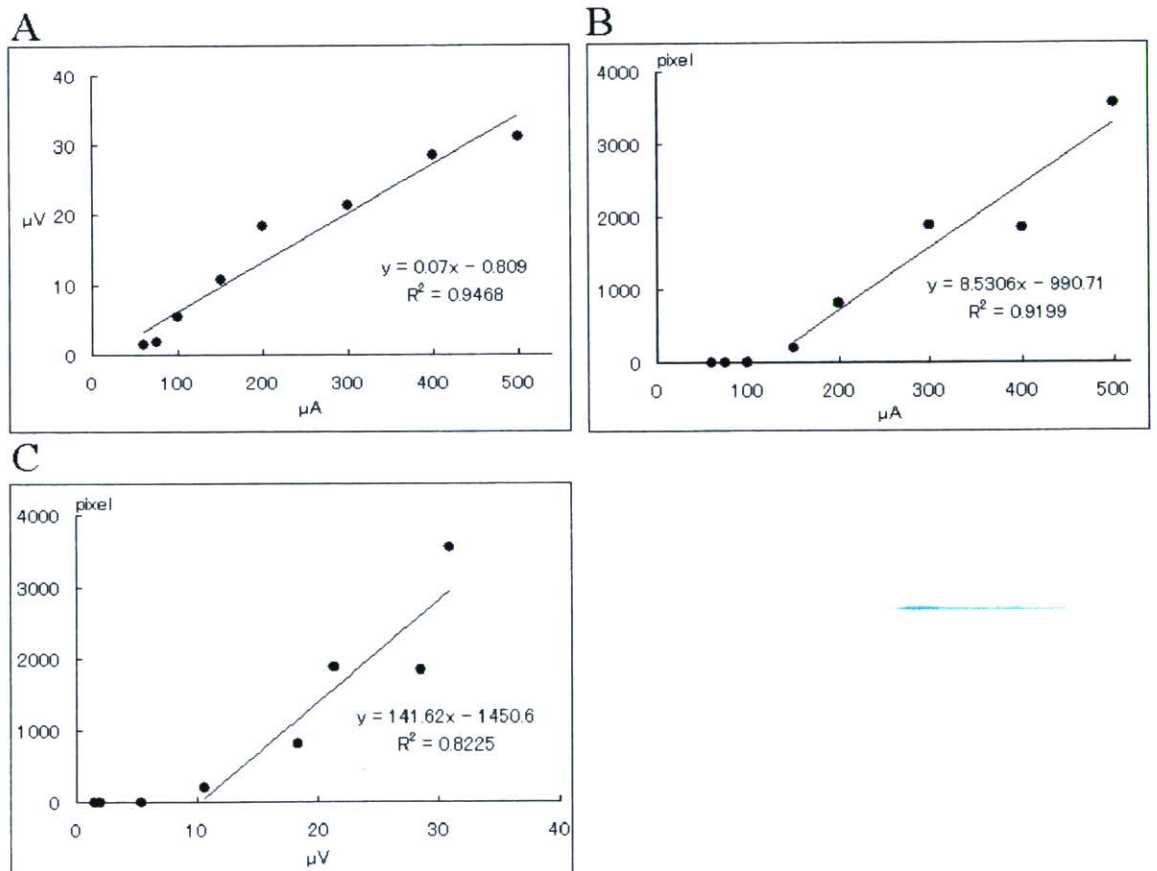 A
40
30
µV 20
10
0
0 100 200 300 400 500
µA
y = 0.07x − 0.809
R² = 0.9468
B
pixel
4000
3000
2000
1000
0
0 100 200 300 400 500
µA
y = 8.5306x − 990.71
R² = 0.9199
C
pixel
4000
3000
2000
1000
0
0 10 20 30 40
µV
y = 141.62x − 1450.6
R² = 0.8225